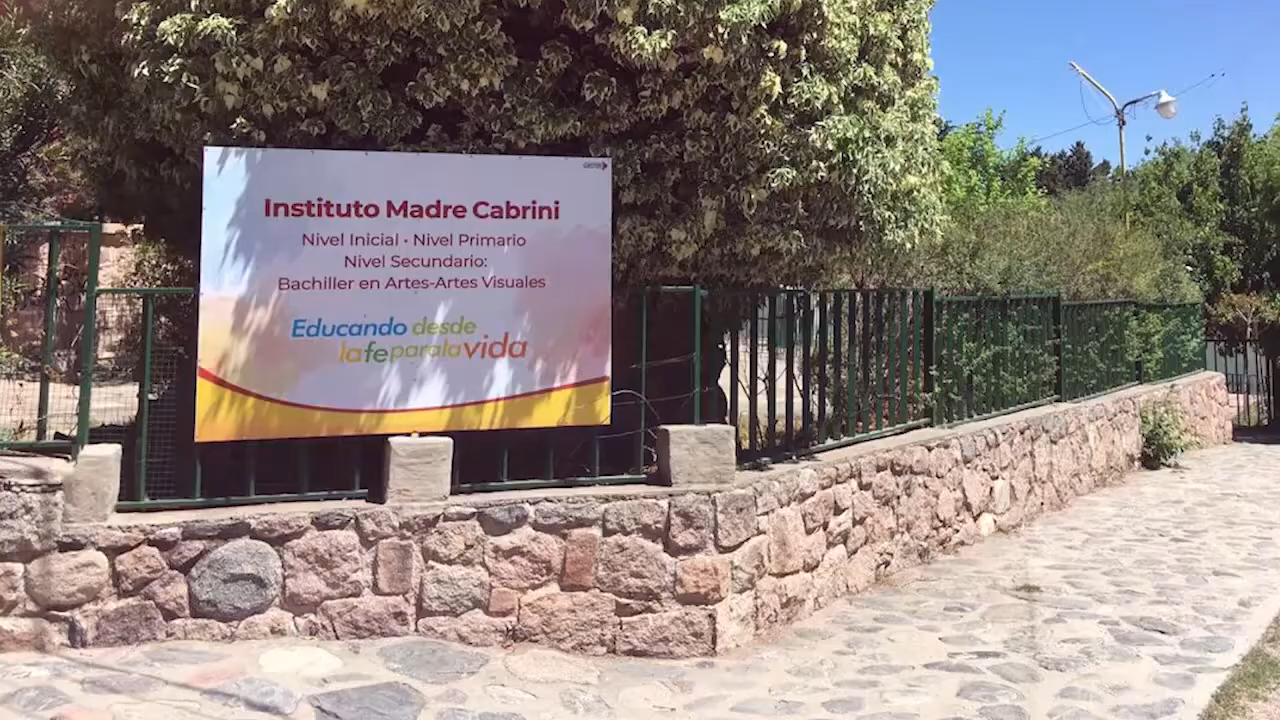 Instituto Madre Cabrini
Nivel Inicial · Nivel Primario
Nivel Secundario:
Bachiller en Artes-Artes Visuales
Educando desde
la fe para la vida